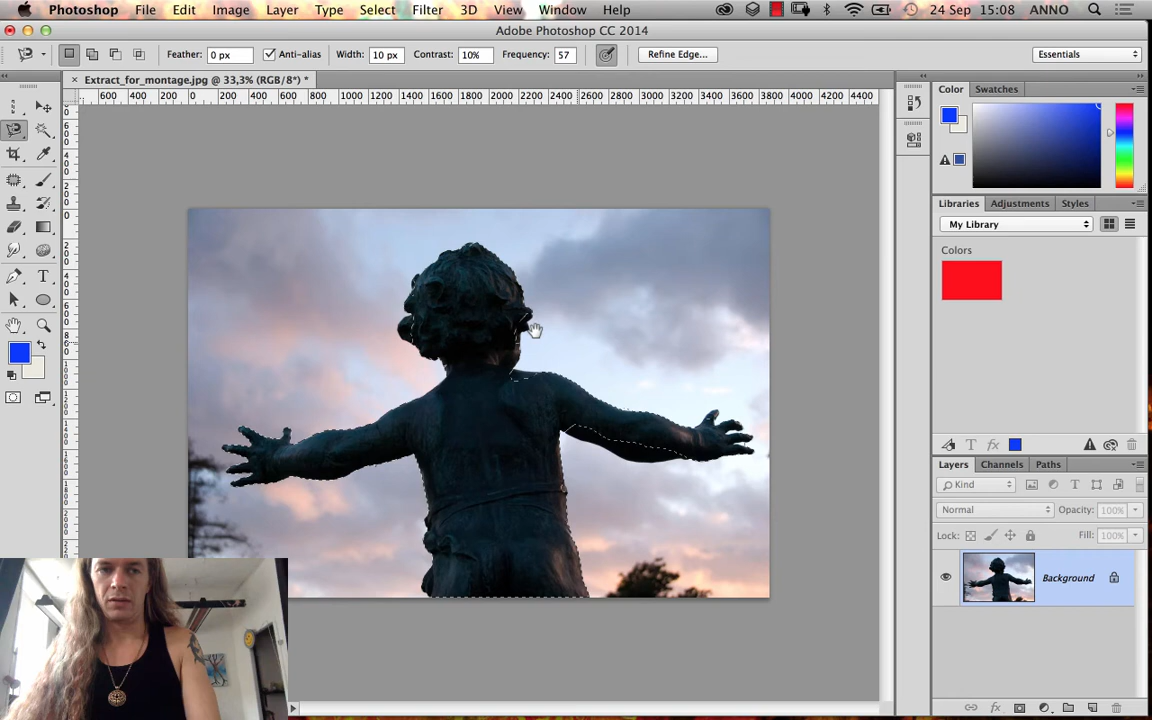 Photoshop File Edit Image Layer Type Select Filter 3D View Window Help 24 Sep 15:08 ANNO
Adobe Photoshop CC 2014
Feather: 0 px Anti-alias Width: 10 px Contrast: 10% Frequency: 57 Refine Edge... Essentials
× Extract_for_montage.jpg @ 33,3% (RGB/8*) *
600 400 200 0 200 400 600 800 1000 1200 1400 1600 1800 2000 2200 2400 2600 2800 3000 3200 3400 3600 3800 4000 4200 4400
Color Swatches
Libraries Adjustments Styles
My Library
Colors
Layers Channels Paths
Kind
Normal Opacity: 100%
Lock: Fill: 100%
Background